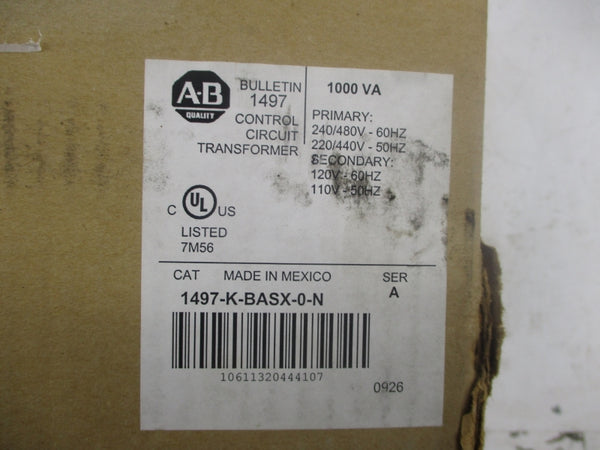 A-B
QUALITY
BULLETIN
1497
CONTROL
CIRCUIT
TRANSFORMER
1000 VA
PRIMARY:
240/480V - 60HZ
220/440V - 50HZ
SECONDARY:
120V - 60HZ
110V - 50HZ
C UL US
LISTED
7M56
CAT MADE IN MEXICO SER
1497-K-BASX-0-N A
10611320444107
0926